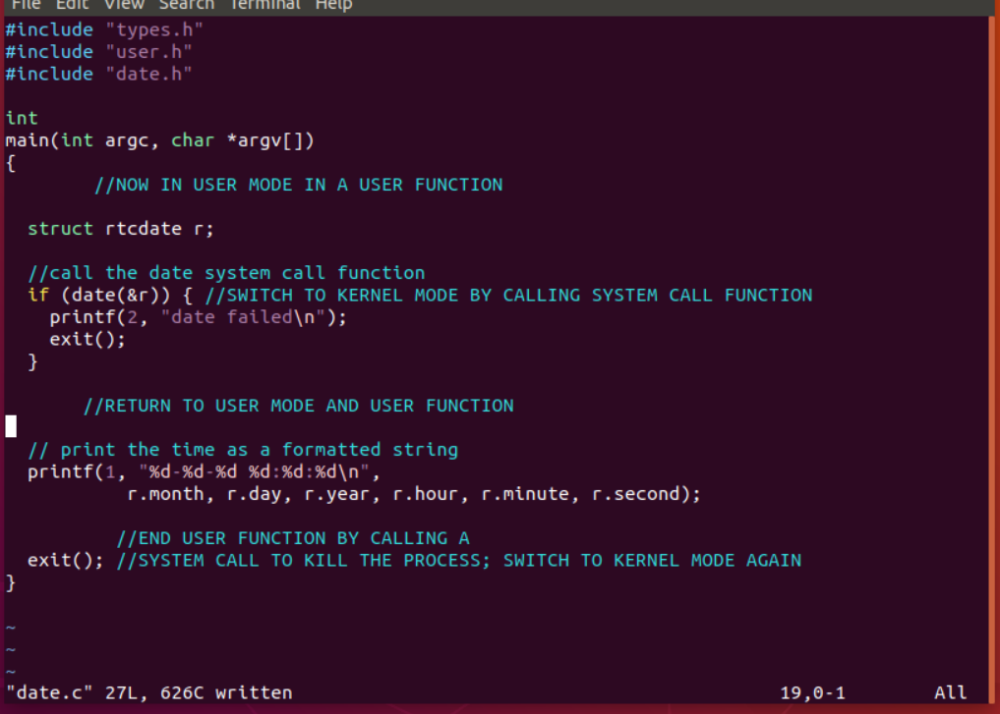 File Edit View Search Terminal Help
#include "types.h"
#include "user.h"
#include "date.h"
int
main(int argc, char *argv[])
{
//NOW IN USER MODE IN A USER FUNCTION
struct rtcdate r;
//call the date system call function
if (date(&r)) { //SWITCH TO KERNEL MODE BY CALLING SYSTEM CALL FUNCTION
printf(2, "date failed\n");
exit();
}
//RETURN TO USER MODE AND USER FUNCTION
// print the time as a formatted string
printf(1, "%d-%d-%d %d:%d:%d\n",
r.month, r.day, r.year, r.hour, r.minute, r.second);
//END USER FUNCTION BY CALLING A
exit(); //SYSTEM CALL TO KILL THE PROCESS; SWITCH TO KERNEL MODE AGAIN
}
~
~
~
"date.c" 27L, 626C written 19,0-1 All